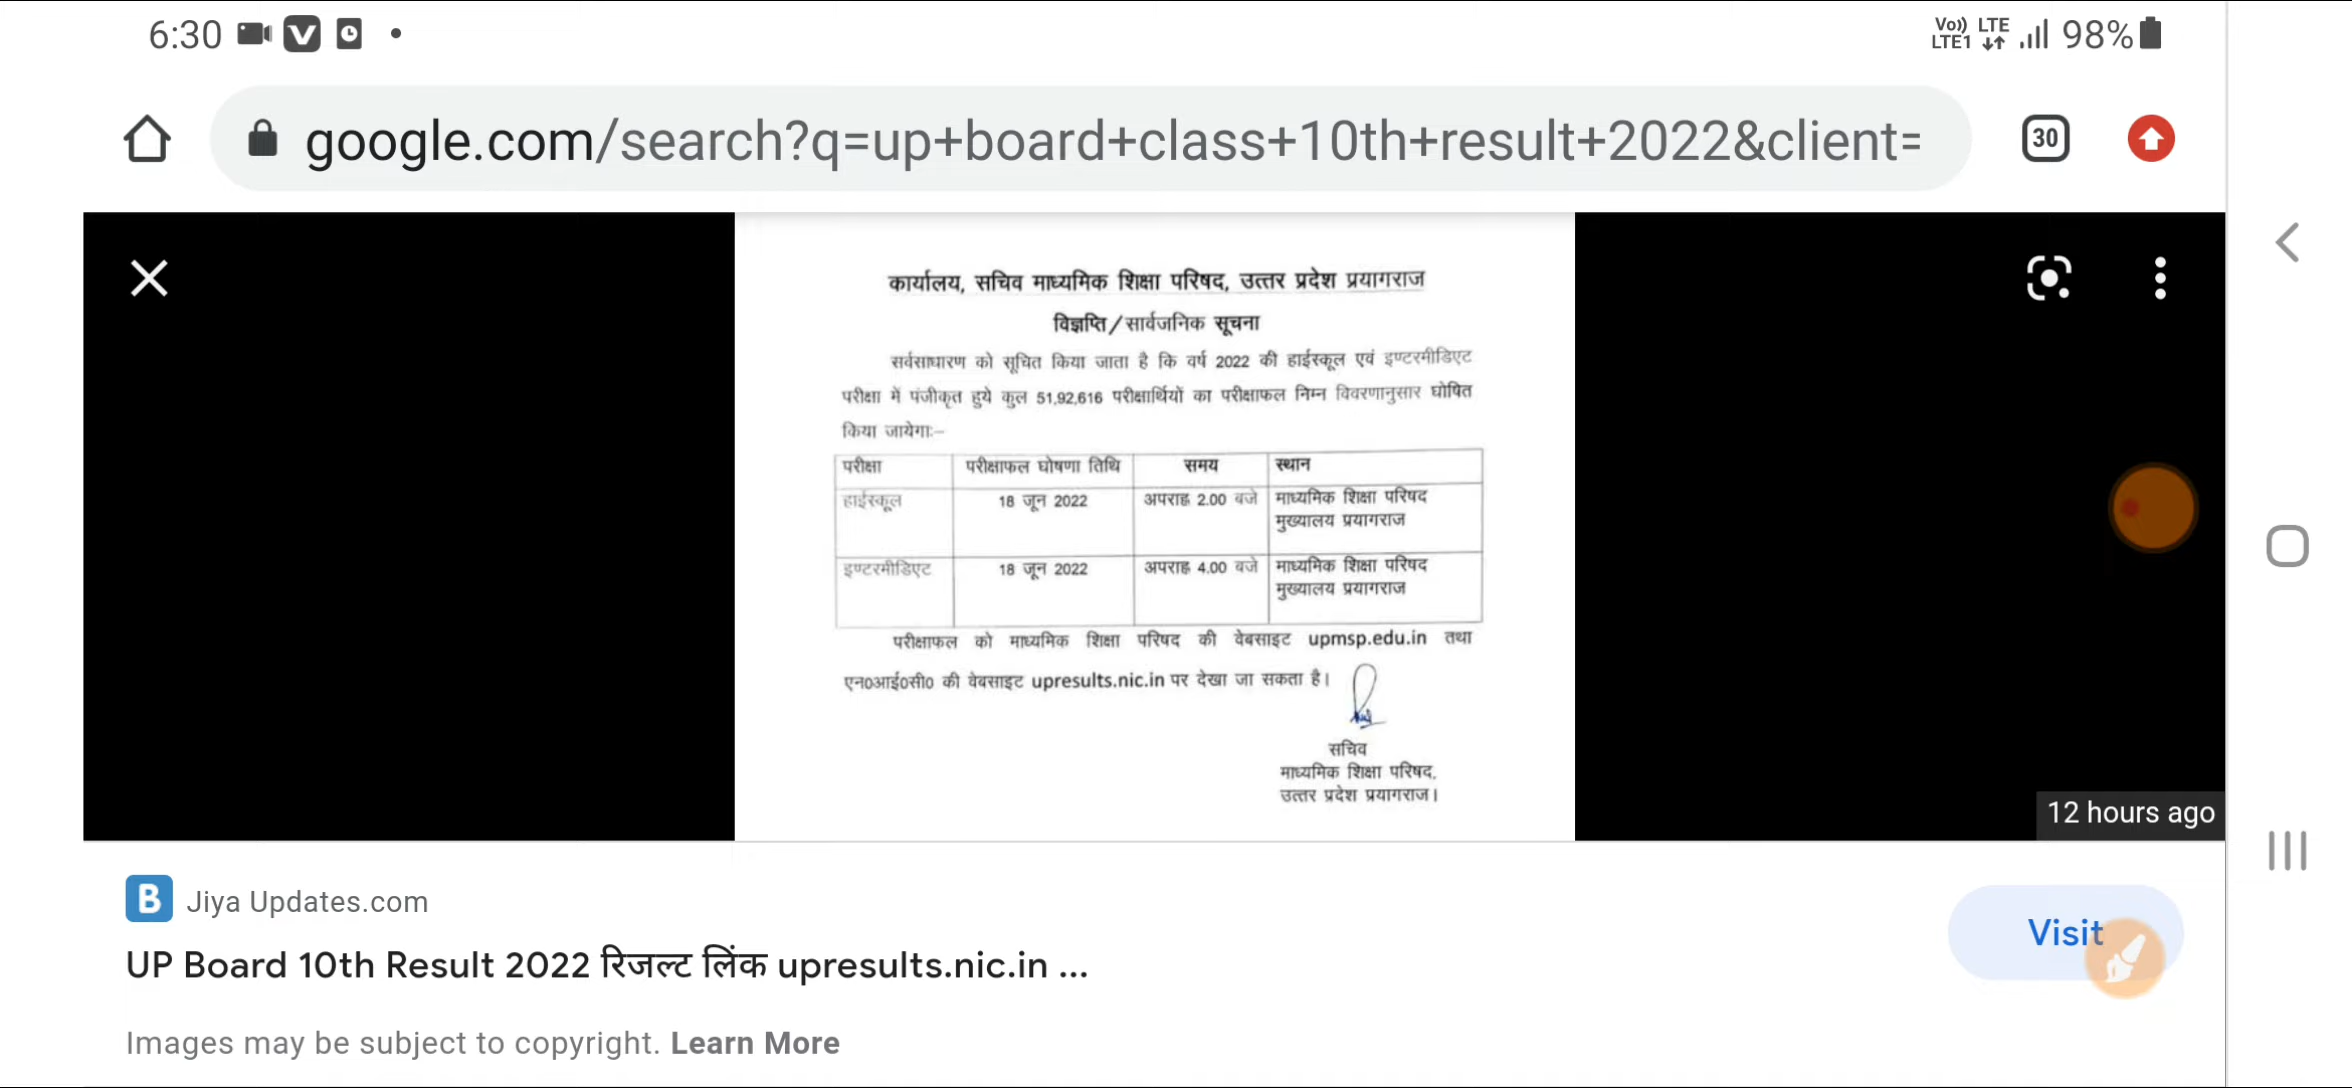 6:30
Vo)) LTE
LTE1
98%
google.com/search?q=up+board+class+10th+result+2022&client=
30
कार्यालय, सचिव माध्यमिक शिक्षा परिषद, उत्तर प्रदेश प्रयागराज
विज्ञप्ति/सार्वजनिक सूचना
सर्वसाधारण को सूचित किया जाता है कि वर्ष 2022 की हाईस्कूल एवं इण्टरमीडिएट
परीक्षा में पंजीकृत हुये कुल 51,92,616 परीक्षार्थियों का परीक्षाफल निम्न विवरणानुसार घोषित
किया जायेगाः–
परीक्षा परीक्षाफल घोषणा तिथि समय स्थान
हाईस्कूल 18 जून 2022 अपराह्न 2.00 बजे माध्यमिक शिक्षा परिषद
मुख्यालय प्रयागराज
इण्टरमीडिएट 18 जून 2022 अपराह्न 4.00 बजे माध्यमिक शिक्षा परिषद
मुख्यालय प्रयागराज
परीक्षाफल को माध्यमिक शिक्षा परिषद की वेबसाइट upmsp.edu.in तथा
एन0आई0सी0 की वेबसाइट upresults.nic.in पर देखा जा सकता है।
सचिव
माध्यमिक शिक्षा परिषद,
उत्तर प्रदेश प्रयागराज।
12 hours ago
B Jiya Updates.com
Visit
UP Board 10th Result 2022 रिजल्ट लिंक upresults.nic.in ...
Images may be subject to copyright. Learn More